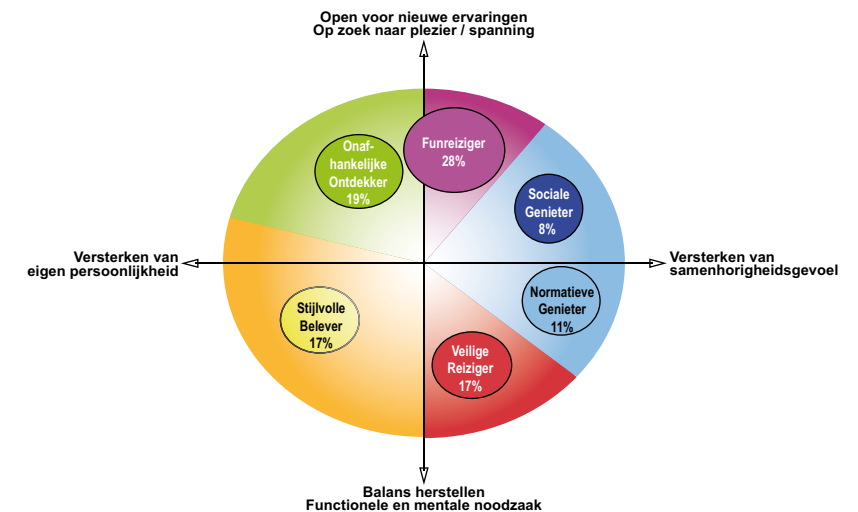 Open voor nieuwe ervaringen
Op zoek naar plezier / spanning
Onaf-
hankelijke
Ontdekker
19%
Funreiziger
28%
Sociale
Genieter
8%
Versterken van
eigen persoonlijkheid
Versterken van
samenhorigheidsgevoel
Stijlvolle
Belever
17%
Normatieve
Genieter
11%
Veilige
Reiziger
17%
Balans herstellen
Functionele en mentale noodzaak